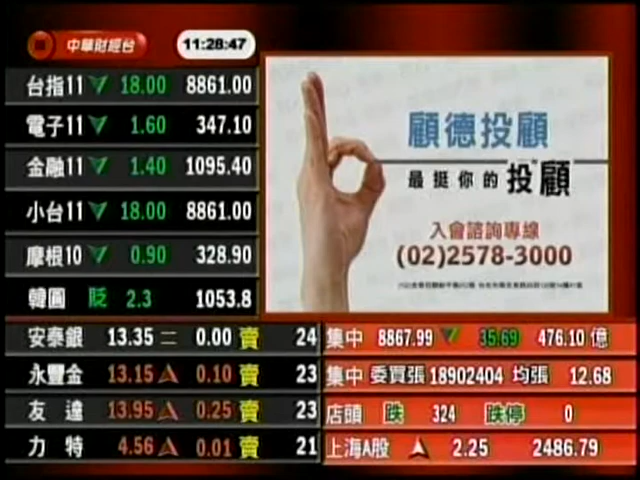 中華財經台 11:28:47
台指11 18.00 8861.00
電子11 1.60 347.10
金融11 1.40 1095.40
小台11 18.00 8861.00
摩根10 0.90 328.90
韓圓 貶 2.3 1053.8
顧德投顧
最挺你的投顧
入會諮詢專線
(02)2578-3000
安泰銀 13.35 二 0.00 賣 24
永豐金 13.15 0.10 賣 23
友達 13.95 0.25 賣 23
力特 4.56 0.01 賣 21
集中 8867.99 35.69 476.10 億
集中 委買張 18902404 均張 12.68
店頭 跌 324 跌停 0
上海A股 2.25 2486.79